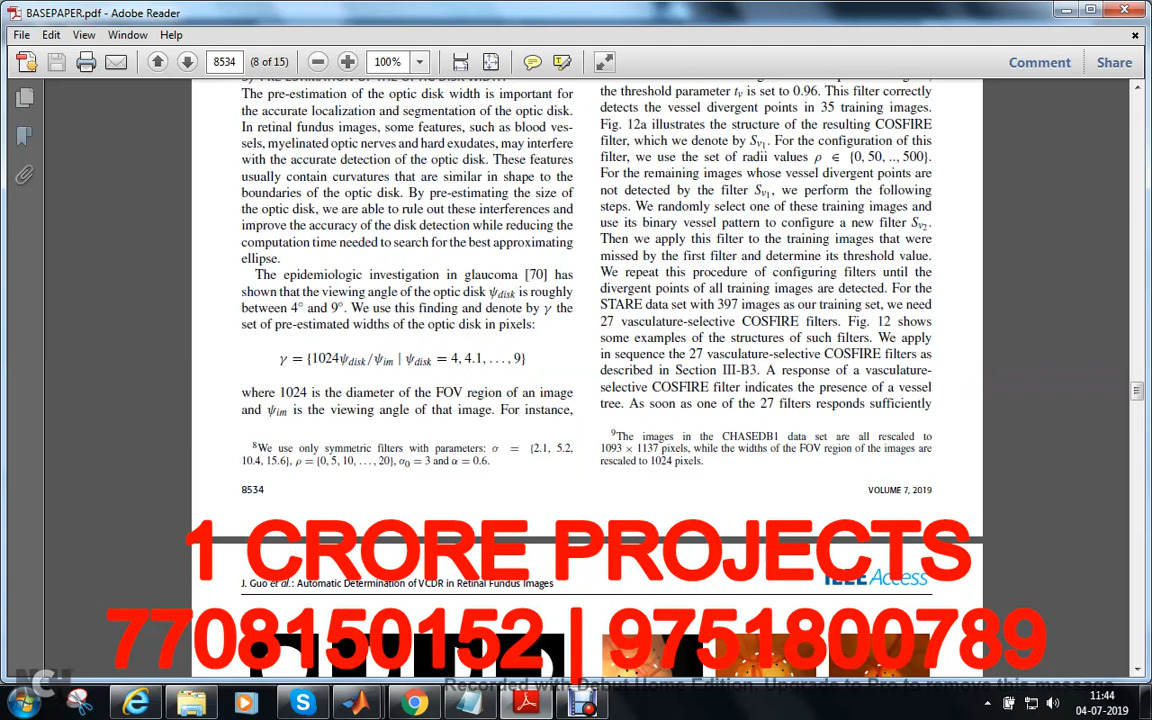 BASEPAPER.pdf - Adobe Reader
File Edit View Window Help
8534 (8 of 15) 100% Comment Share
The pre-estimation of the optic disk width is important for
the accurate localization and segmentation of the optic disk.
In retinal fundus images, some features, such as blood ves-
sels, myelinated optic nerves and hard exudates, may interfere
with the accurate detection of the optic disk. These features
usually contain curvatures that are similar in shape to the
boundaries of the optic disk. By pre-estimating the size of
the optic disk, we are able to rule out these interferences and
improve the accuracy of the disk detection while reducing the
computation time needed to search for the best approximating
ellipse.
The epidemiologic investigation in glaucoma [70] has
shown that the viewing angle of the optic disk ψdisk is roughly
between 4° and 9°. We use this finding and denote by γ the
set of pre-estimated widths of the optic disk in pixels:
γ = {1024ψdisk/ψim | ψdisk = 4, 4.1, . . . , 9}
where 1024 is the diameter of the FOV region of an image
and ψim is the viewing angle of that image. For instance,
8We use only symmetric filters with parameters: σ = {2.1, 5.2,
10.4, 15.6}, ρ = {0, 5, 10, . . . , 20}, σ0 = 3 and α = 0.6.
8534
the threshold parameter tv is set to 0.96. This filter correctly
detects the vessel divergent points in 35 training images.
Fig. 12a illustrates the structure of the resulting COSFIRE
filter, which we denote by Sv1. For the configuration of this
filter, we use the set of radii values ρ ∈ {0, 50, .., 500}.
For the remaining images whose vessel divergent points are
not detected by the filter Sv1, we perform the following
steps. We randomly select one of these training images and
use its binary vessel pattern to configure a new filter Sv2.
Then we apply this filter to the training images that were
missed by the first filter and determine its threshold value.
We repeat this procedure of configuring filters until the
divergent points of all training images are detected. For the
STARE data set with 397 images as our training set, we need
27 vasculature-selective COSFIRE filters. Fig. 12 shows
some examples of the structures of such filters. We apply
in sequence the 27 vasculature-selective COSFIRE filters as
described in Section III-B3. A response of a vasculature-
selective COSFIRE filter indicates the presence of a vessel
tree. As soon as one of the 27 filters responds sufficiently
9The images in the CHASEDB1 data set are all rescaled to
1093 × 1137 pixels, while the widths of the FOV region of the images are
rescaled to 1024 pixels.
VOLUME 7, 2019
1 CRORE PROJECTS
J. Guo et al.: Automatic Determination of VCDR in Retinal Fundus Images
IEEE Access
7708150152 | 9751800789
Recorded with Debut Home Edition. Upgrade to Pro to remove this message.
NCH
11:44
04-07-2019